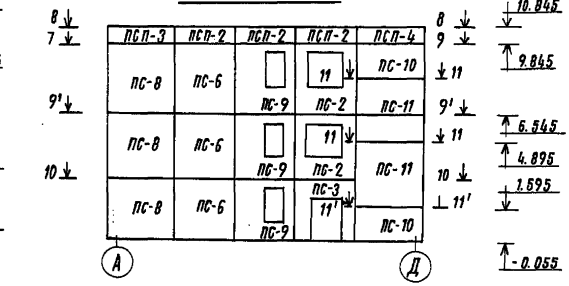 8 8 10.845
ПСП-3 ПСП-2 ПСП-2 ПСП-2 ПСП-4
7 9
ПС-10 9.845
ПС-8 ПС-6 11 11
9' ПС-9 ПС-2 ПС-11 9'
6.545
ПС-8 ПС-6 11 11
4.895
10 ПС-9 ПС-2 ПС-11 10
ПС-3 1.595
ПС-8 ПС-6 11' 11'
ПС-9 ПС-10
А Д -0.055